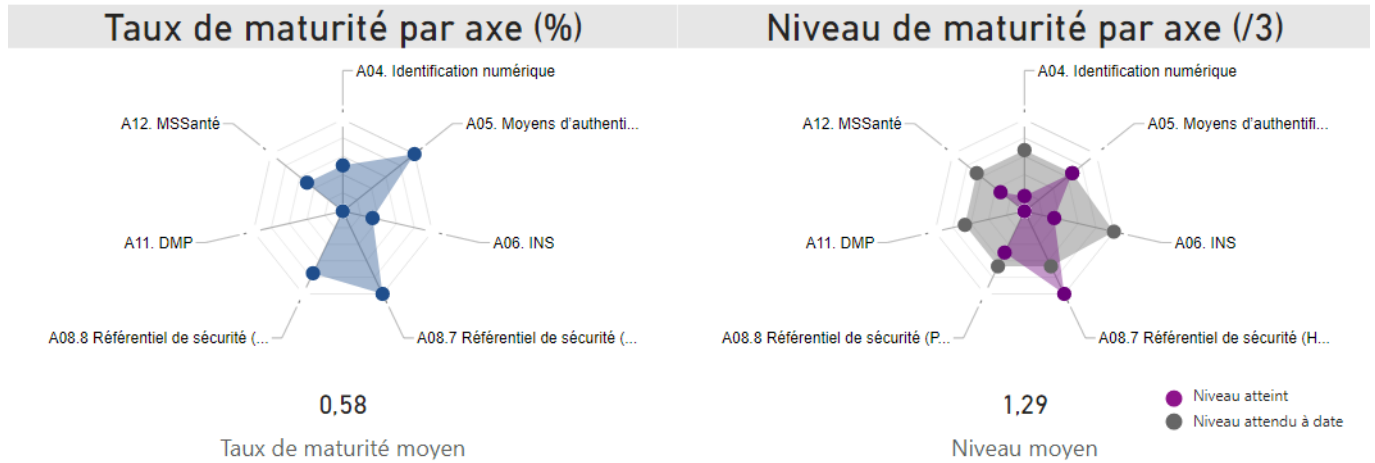 Taux de maturité par axe (%)
A04. Identification numérique
A12. MSSanté
A05. Moyens d'authenti...
A11. DMP
A06. INS
A08.8 Référentiel de sécurité (...
A08.7 Référentiel de sécurité (...
0,58
Taux de maturité moyen
Niveau de maturité par axe (/3)
A04. Identification numérique
A12. MSSanté
A05. Moyens d'authentifi...
A11. DMP
A06. INS
A08.8 Référentiel de sécurité (P...
A08.7 Référentiel de sécurité (H...
1,29
Niveau moyen
Niveau atteint
Niveau attendu à date